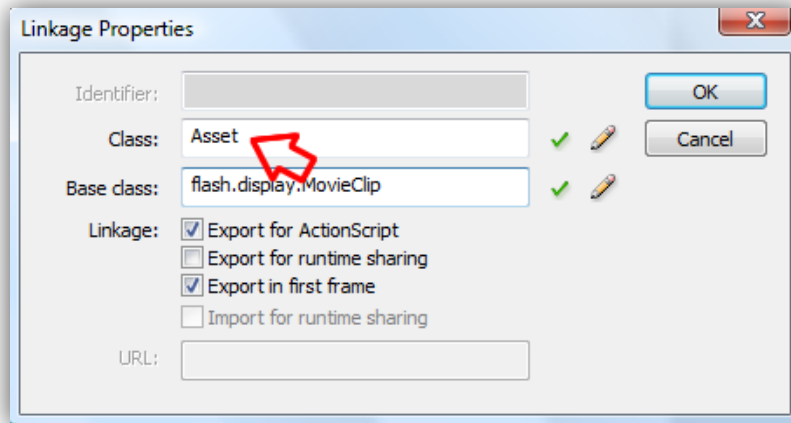 Linkage Properties
Identifier:
OK
Class: Asset
Cancel
Base class: flash.display.MovieClip
Linkage: Export for ActionScript
Export for runtime sharing
Export in first frame
Import for runtime sharing
URL: